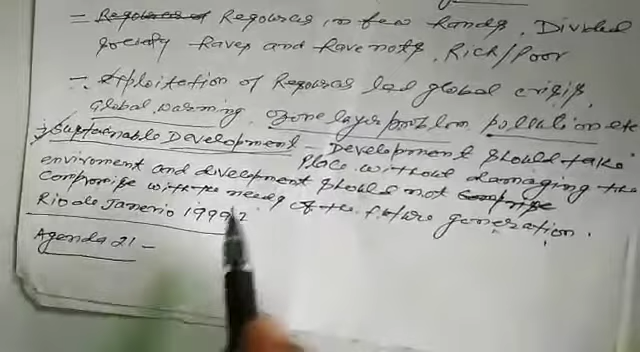 - Resources in few hands, Divided
society haves and havenots, Rich/Poor
- Exploitation of Resources led global crisis,
global warming, ozone layer problem pollution etc
Sustainable Development - Development should take
place without damaging the
enviroment and development should not
compromise with the needs of the future generation.
Rio de Janerio 19992
Agenda 21 -